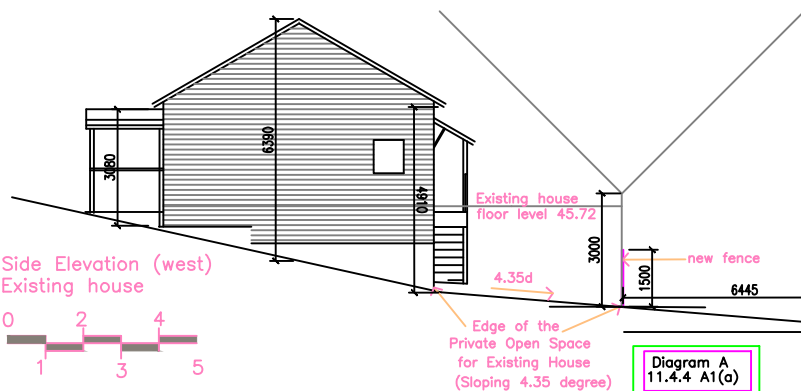 6390
3080
4910
Existing house
floor level 45.72
3000
new fence
1500
Side Elevation (west)
Existing house
4.35d
6445
0 2 4
1 3 5
Edge of the
Private Open Space
for Existing House
(Sloping 4.35 degree)
Diagram A
11.4.4 A1(a)